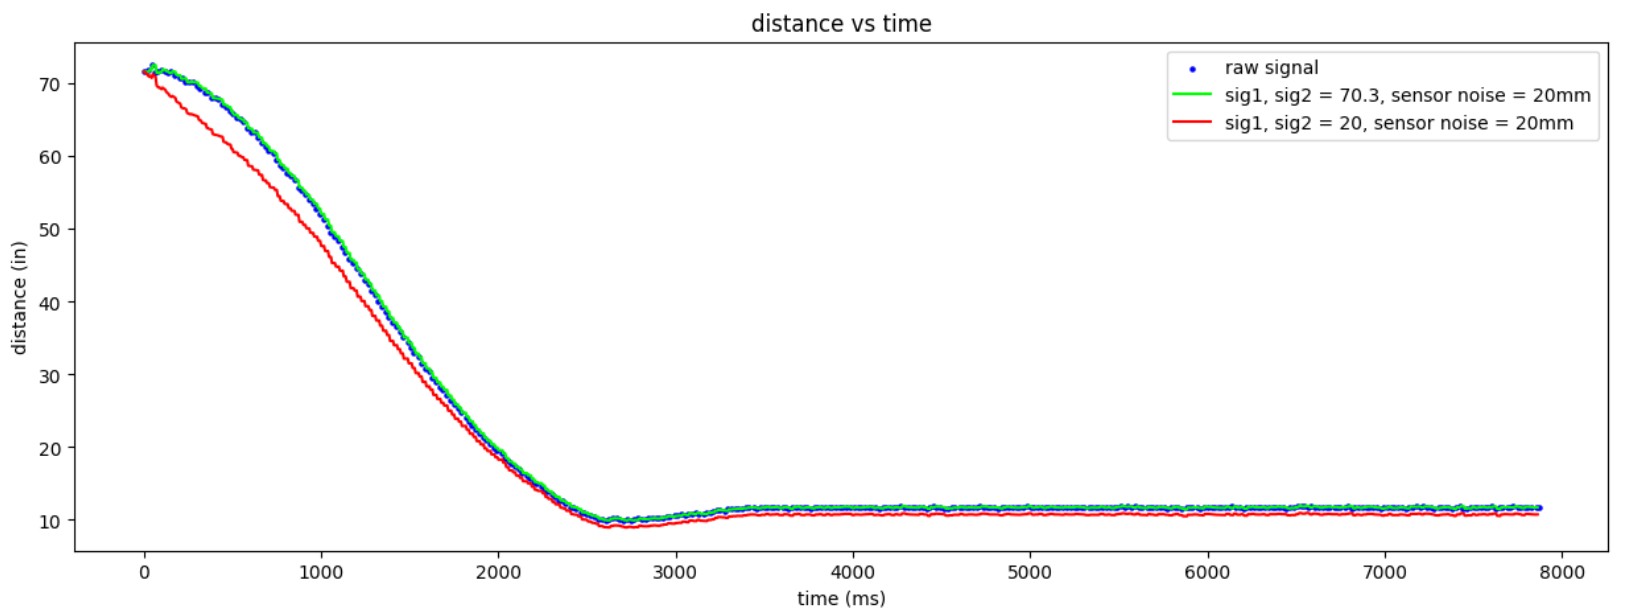 distance vs time
raw signal
sig1, sig2 = 70.3, sensor noise = 20mm
sig1, sig2 = 20, sensor noise = 20mm
distance (in)
70
60
50
40
30
20
10
0 1000 2000 3000 4000 5000 6000 7000 8000
time (ms)